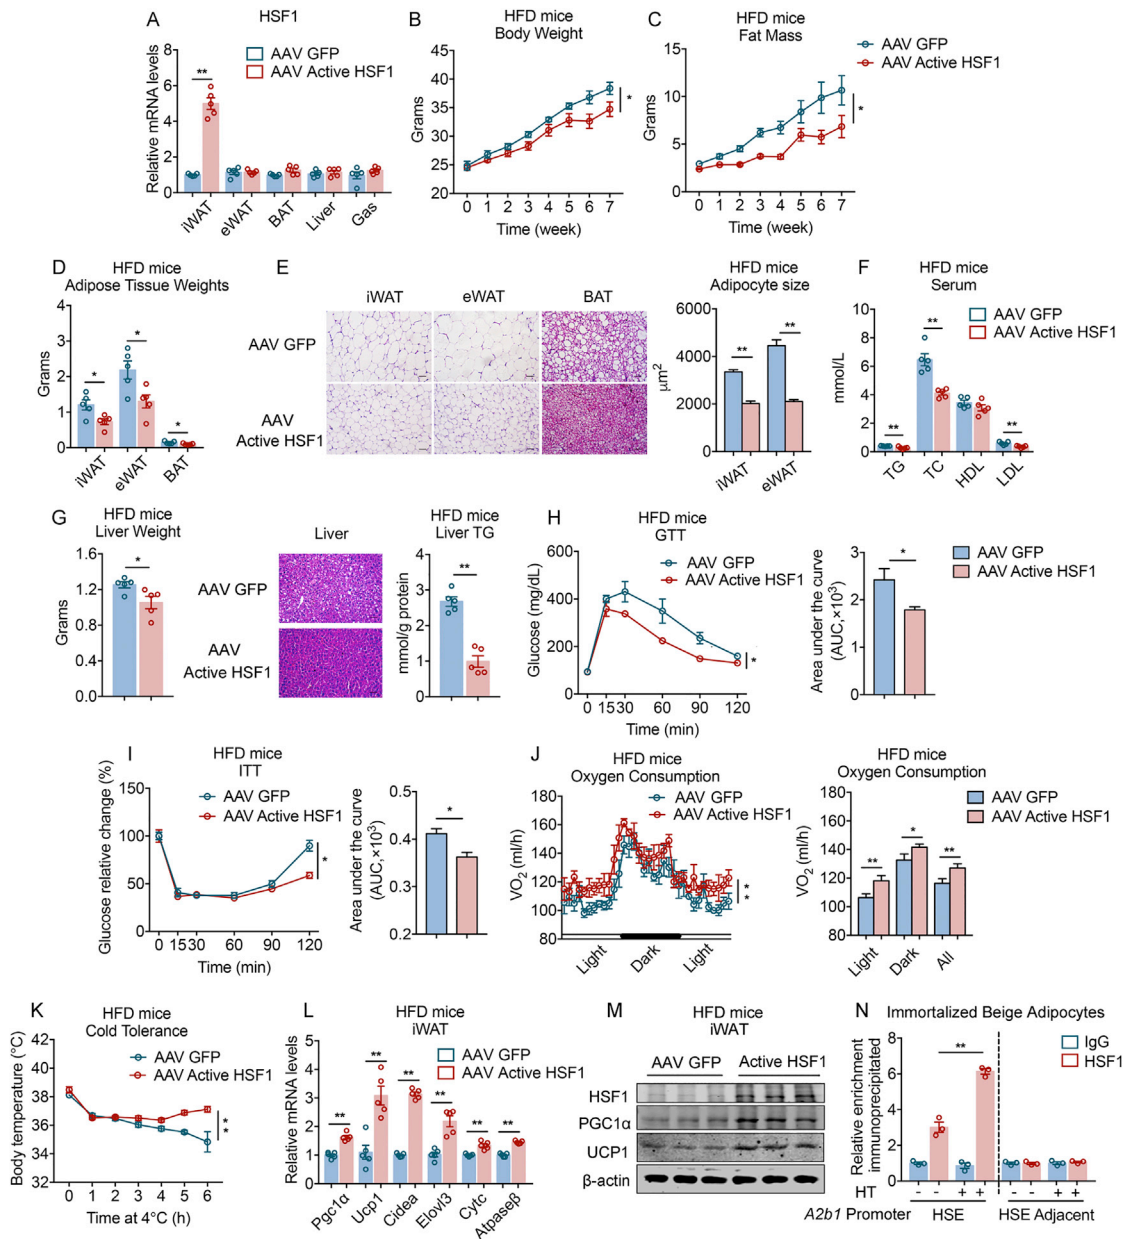 A
HSF1
Relative mRNA levels
8
6
4
2
0
AAV GFP
AAV Active HSF1
**
iWAT
eWAT
BAT
Liver
Gas
B
HFD mice
Body Weight
Grams
45
40
35
30
25
20
*
0 1 2 3 4 5 6 7
Time (week)
C
HFD mice
Fat Mass
AAV GFP
AAV Active HSF1
Grams
15
10
5
0
*
0 1 2 3 4 5 6 7
Time (week)
D
HFD mice
Adipose Tissue Weights
Grams
4
3
2
1
0
* * *
iWAT
eWAT
BAT
E
iWAT eWAT BAT
AAV GFP
AAV
Active HSF1
HFD mice
Adipocyte size
μm²
6000
4000
2000
0
** **
iWAT
eWAT
F
HFD mice
Serum
AAV GFP
AAV Active HSF1
mmol/L
10
8
6
4
2
0
** ** **
TG
TC
HDL
LDL
G
HFD mice
Liver Weight
Grams
1.6
1.2
0.8
0.4
0.0
*
Liver
AAV GFP
AAV
Active HSF1
HFD mice
Liver TG
mmol/g protein
4
3
2
1
0
**
H
HFD mice
GTT
AAV GFP
AAV Active HSF1
Glucose (mg/dL)
600
400
200
0
*
0 15 30 60 90 120
Time (min)
Area under the curve
(AUC,×10³)
3
2
1
0
*
AAV GFP
AAV Active HSF1
I
HFD mice
ITT
AAV GFP
AAV Active HSF1
Glucose relative change (%)
150
100
50
0
*
0 15 30 60 90 120
Time (min)
Area under the curve
(AUC,×10³)
0.5
0.4
0.3
0.2
*
J
HFD mice
Oxygen Consumption
AAV GFP
AAV Active HSF1
VO₂ (ml/h)
180
160
140
120
100
80
**
Light Dark Light
HFD mice
Oxygen Consumption
AAV GFP
AAV Active HSF1
VO₂ (ml/h)
180
160
140
120
100
80
** * **
Light
Dark
All
K
HFD mice
Cold Tolerance
AAV GFP
AAV Active HSF1
Body temperature (°C)
42
40
38
36
34
32
**
0 1 2 3 4 5 6
Time at 4°C (h)
L
HFD mice
iWAT
AAV GFP
AAV Active HSF1
Relative mRNA levels
5
4
3
2
1
0
** ** ** ** ** **
Pgc1α
Ucp1
Cidea
Elovl3
Cytc
Atpaseβ
M
HFD mice
iWAT
AAV GFP Active HSF1
HSF1
PGC1α
UCP1
β-actin
N
Immortalized Beige Adipocytes
IgG
HSF1
Relative enrichment
immunoprecipitated
8
6
4
2
0
**
HT - - + + - - + +
A2b1 Promoter HSE HSE Adjacent